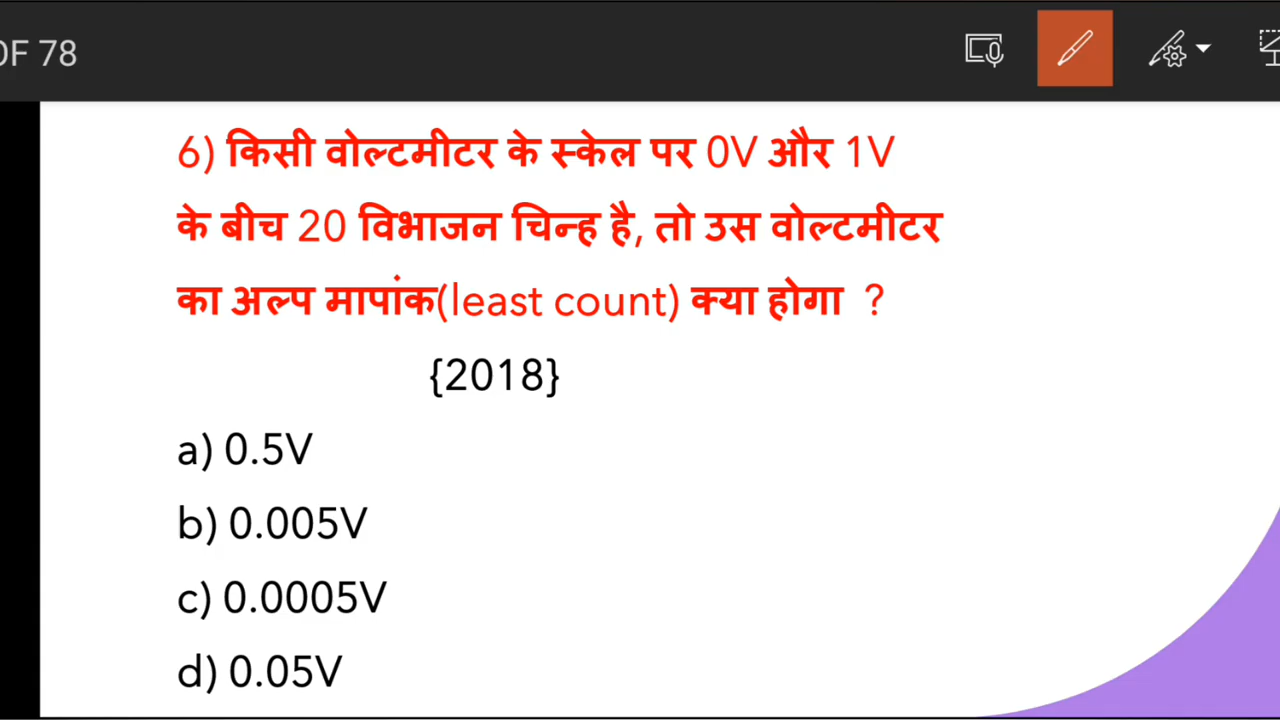 OF 78
6) किसी वोल्टमीटर के स्केल पर 0V और 1V
के बीच 20 विभाजन चिन्ह है, तो उस वोल्टमीटर
का अल्प मापांक(least count) क्या होगा ?
{2018}
a) 0.5V
b) 0.005V
c) 0.0005V
d) 0.05V